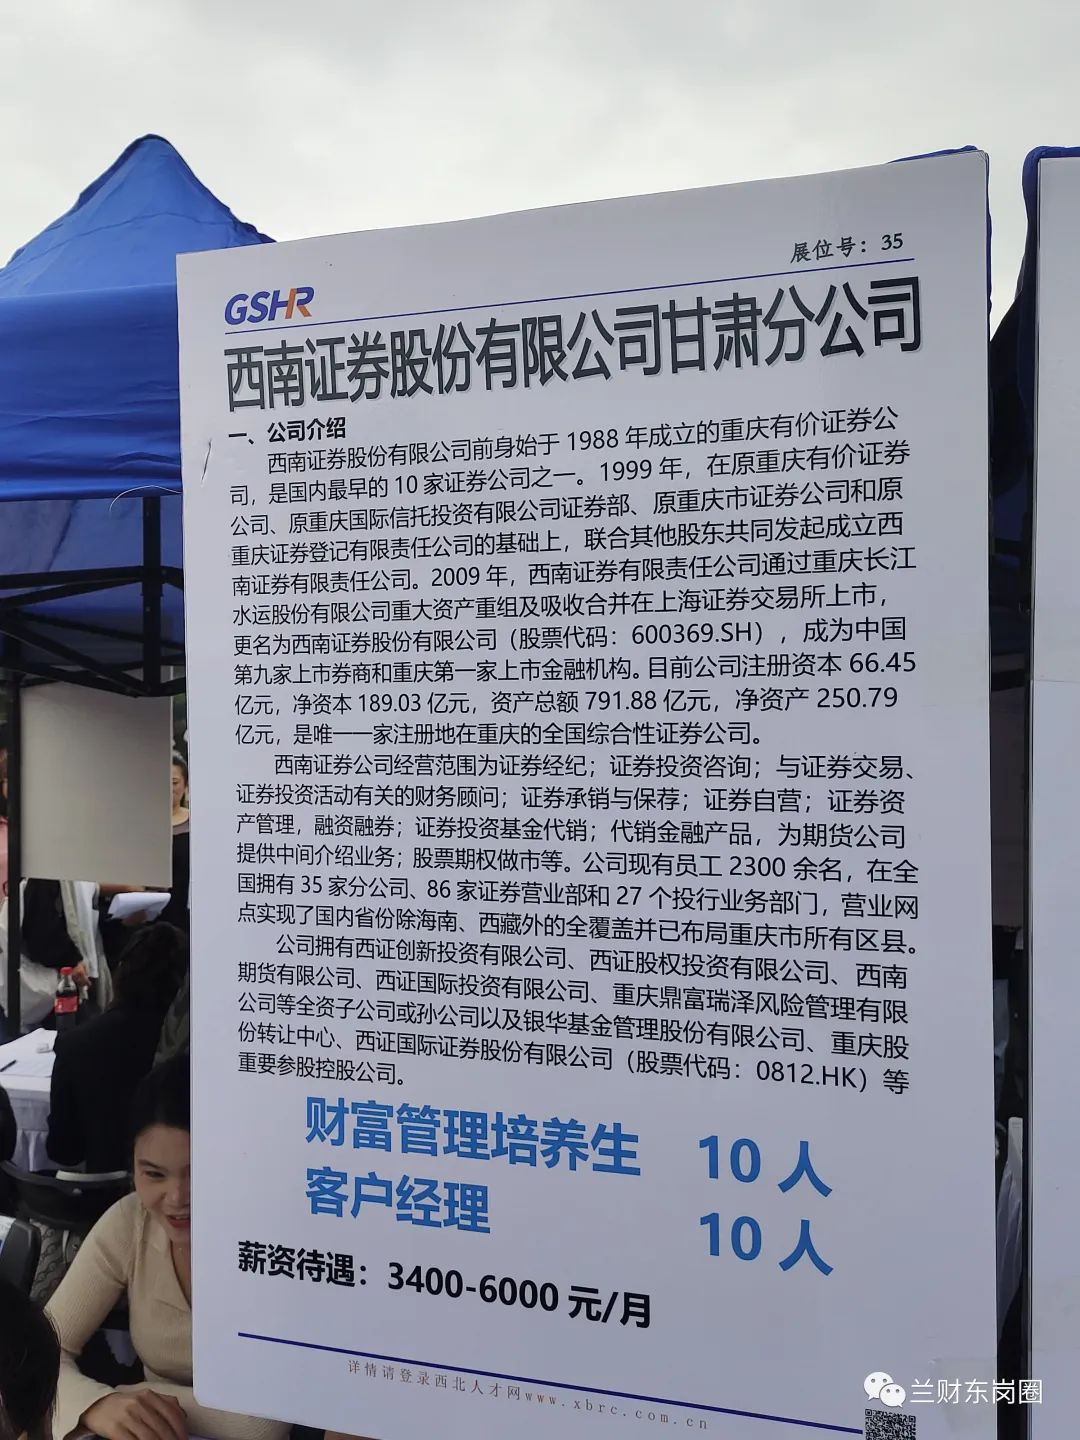 展位号：35
GSHR
西南证券股份有限公司甘肃分公司
一、公司介绍
西南证券股份有限公司前身始于 1988 年成立的重庆有价证券公
司，是国内最早的 10 家证券公司之一。1999 年，在原重庆有价证券
公司、原重庆国际信托投资有限公司证券部、原重庆市证券公司和原
重庆证券登记有限责任公司的基础上，联合其他股东共同发起成立西
南证券有限责任公司。2009 年，西南证券有限责任公司通过重庆长江
水运股份有限公司重大资产重组及吸收合并在上海证券交易所上市，
更名为西南证券股份有限公司（股票代码：600369.SH），成为中国
第九家上市券商和重庆第一家上市金融机构。目前公司注册资本 66.45
亿元，净资本 189.03 亿元，资产总额 791.88 亿元，净资产 250.79
亿元，是唯一一家注册地在重庆的全国综合性证券公司。
西南证券公司经营范围为证券经纪；证券投资咨询；与证券交易、
证券投资活动有关的财务顾问；证券承销与保荐；证券自营；证券资
产管理，融资融券；证券投资基金代销；代销金融产品，为期货公司
提供中间介绍业务；股票期权做市等。公司现有员工 2300 余名，在全
国拥有 35 家分公司、86 家证券营业部和 27 个投行业务部门，营业网
点实现了国内省份除海南、西藏外的全覆盖并已布局重庆市所有区县。
公司拥有西证创新投资有限公司、西证股权投资有限公司、西南
期货有限公司、西证国际投资有限公司、重庆鼎富瑞泽风险管理有限
公司等全资子公司或孙公司以及银华基金管理股份有限公司、重庆股
份转让中心、西证国际证券股份有限公司（股票代码：0812.HK）等
重要参股控股公司。
财富管理培养生 10 人
客户经理 10 人
薪资待遇：3400-6000 元/月
详情请登录西北人才网www.xbrc.com.cn
兰财东岗圈